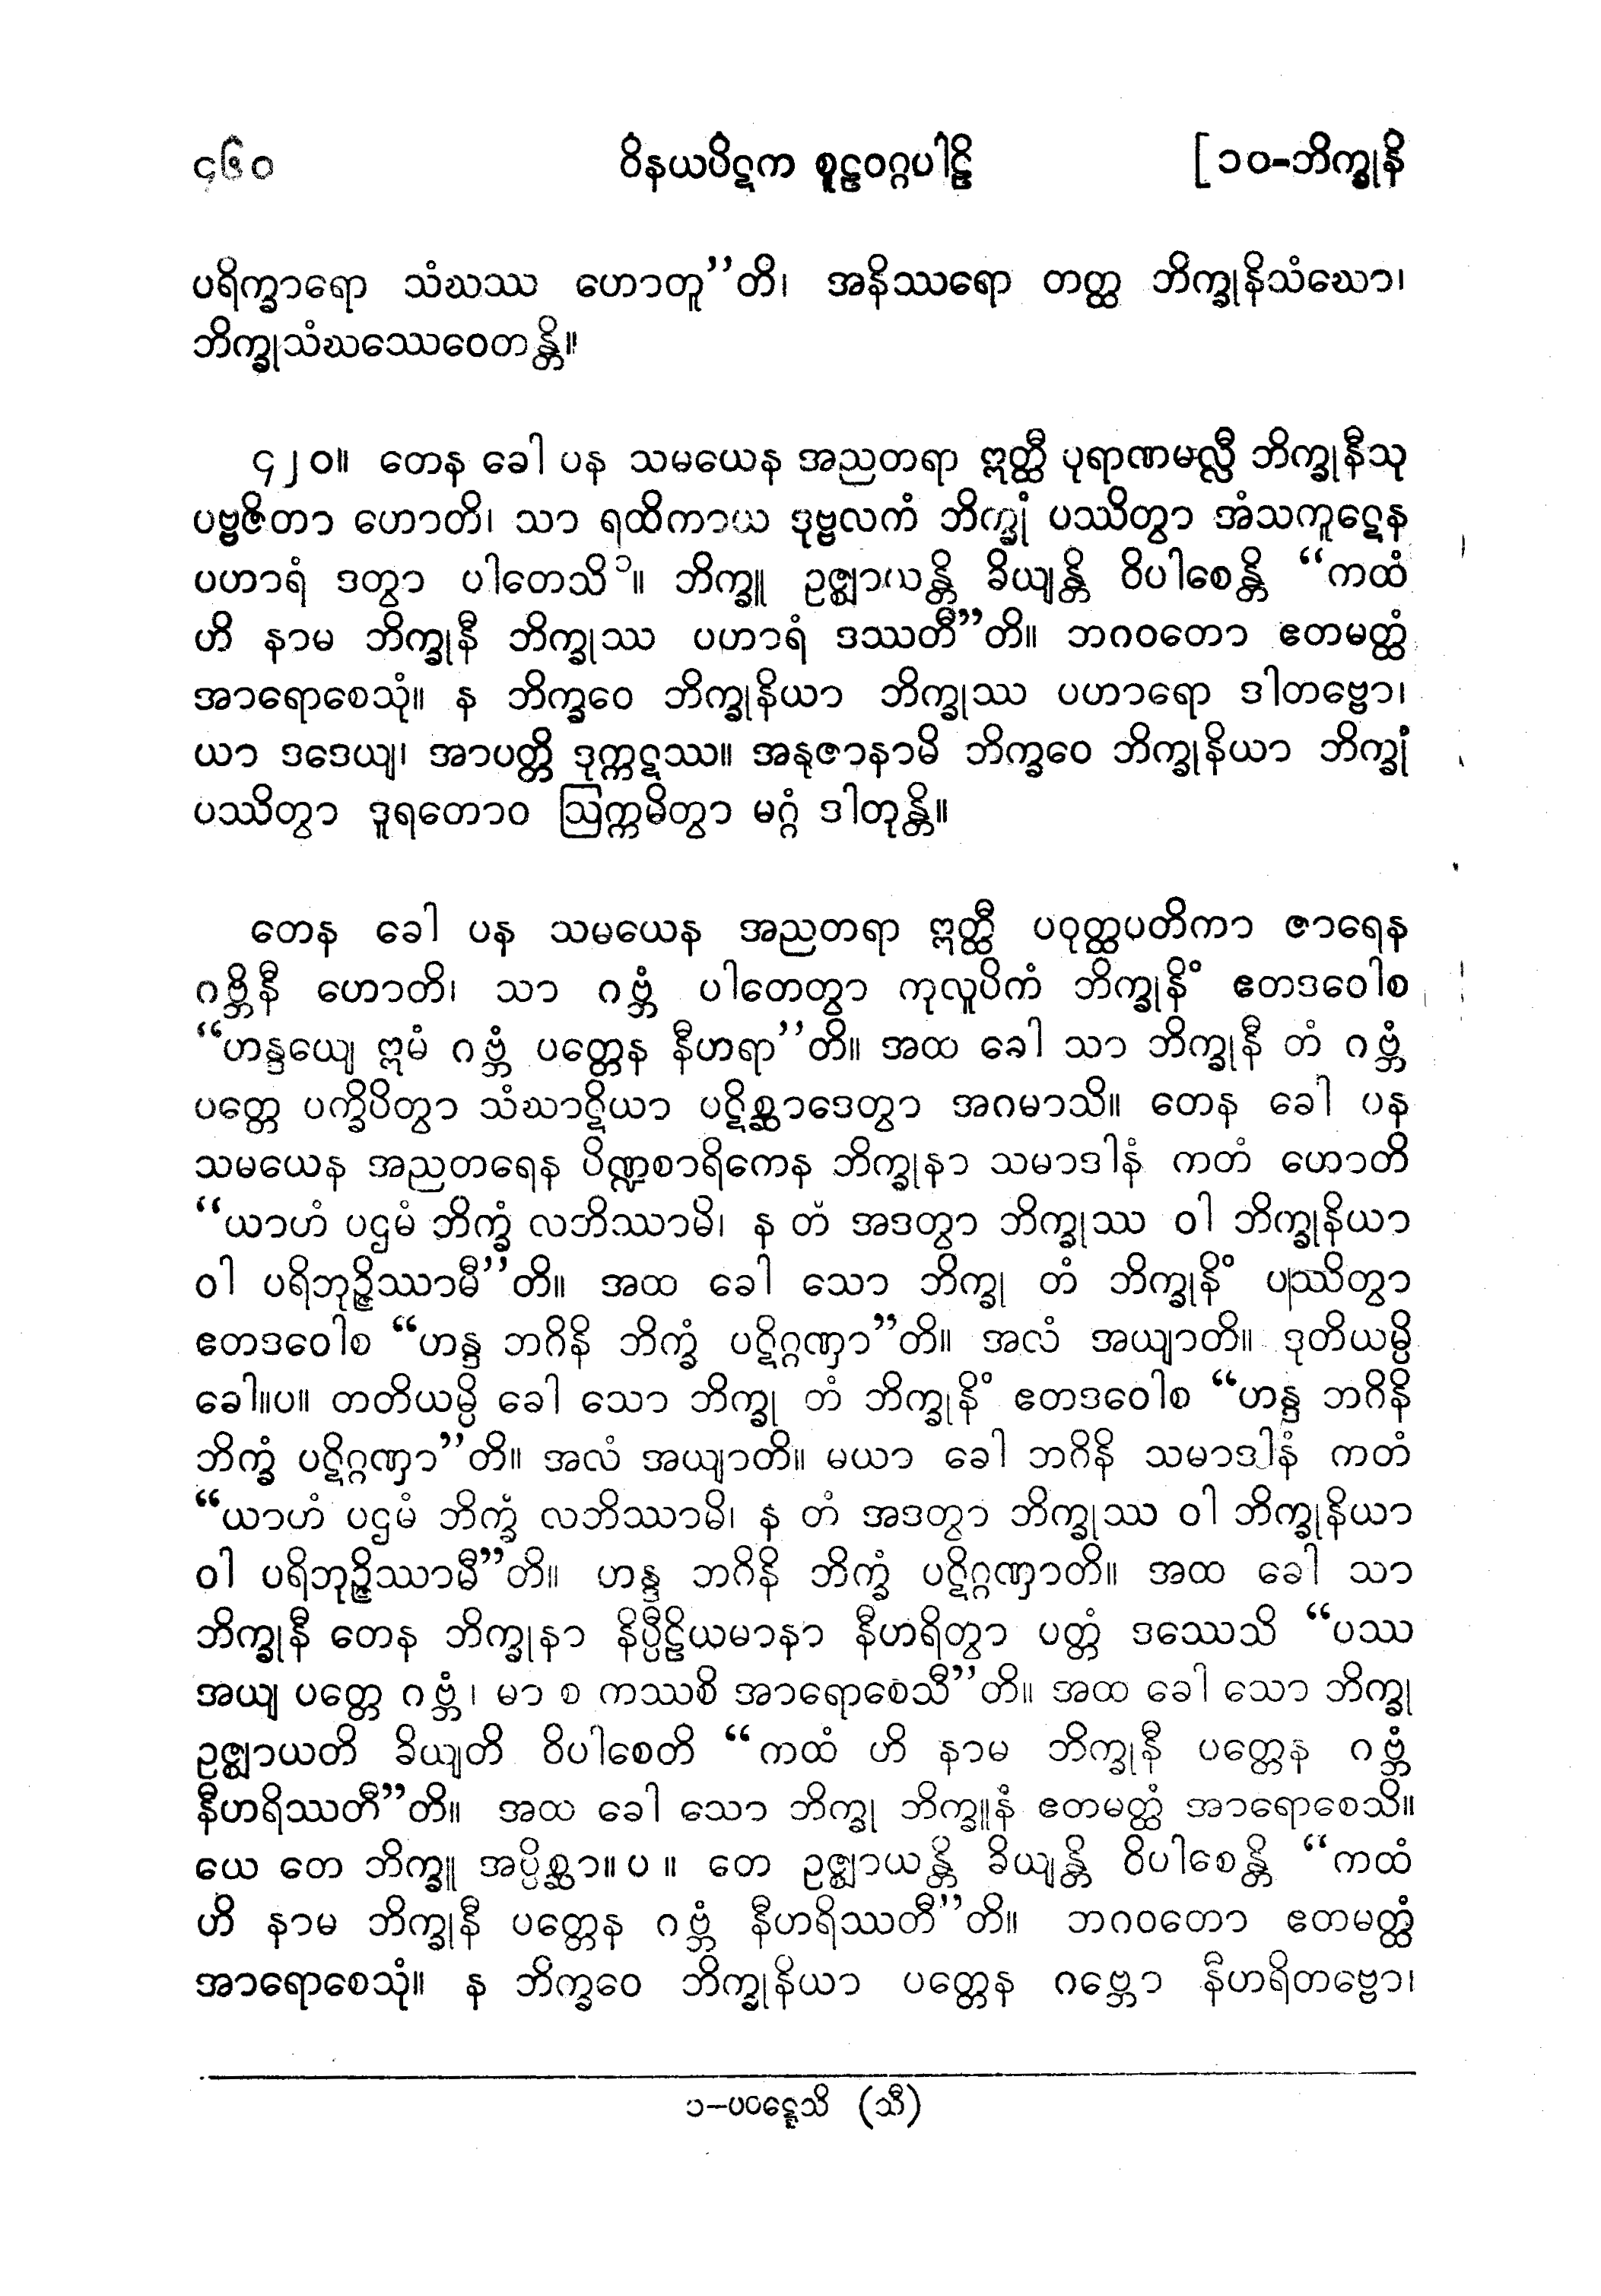 ၄၆၀ ဝိနယပိဋက စူဠဝဂ္ဂပါဠိ [ ၁၀-ဘိက္ခုနိ
ပရိက္ခာရော သံဃဿ ဟောတူ’’တိ၊ အနိဿရော တတ္ထ ဘိက္ခုနိသံဃော၊
ဘိက္ခုသံဃဿေဝေတန္တိ။
၄၂၀။ တေန ခေါ ပန သမယေန အညတရာ ဣတ္ထီ ပုရာဏမလ္လီ ဘိက္ခုနီသု
ပဗ္ဗဇိတာ ဟောတိ၊ သာ ရထိကာယ ဒုဗ္ဗလကံ ဘိက္ခုံ ပဿိတွာ အံသကူဋေန
ပဟာရံ ဒတွာ ပါတေသိ ၁။ ဘိက္ခူ ဥဇ္ဈာယန္တိ ခိယျန္တိ ဝိပါစေန္တိ “ကထံ
ဟိ နာမ ဘိက္ခုနီ ဘိက္ခုဿ ပဟာရံ ဒဿတီ”တိ။ ဘဂဝတော ဧတမတ္ထံ
အာရောစေသုံ။ န ဘိက္ခဝေ ဘိက္ခုနိယာ ဘိက္ခုဿ ပဟာရော ဒါတဗ္ဗော၊
ယာ ဒဒေယျ၊ အာပတ္တိ ဒုက္ကဋဿ။ အနုဇာနာမိ ဘိက္ခဝေ ဘိက္ခုနိယာ ဘိက္ခုံ
ပဿိတွာ ဒူရတောဝ ဩက္ကမိတွာ မဂ္ဂံ ဒါတုန္တိ။
တေန ခေါ ပန သမယေန အညတရာ ဣတ္ထီ ပဝုတ္ထပတိကာ ဇာရေန
ဂဗ္ဘိနီ ဟောတိ၊ သာ ဂဗ္ဘံ ပါတေတွာ ကုလူပိကံ ဘိက္ခုနိံ ဧတဒဝေါစ
“ဟန္ဒယျေ ဣမံ ဂဗ္ဘံ ပတ္တေန နီဟရာ’’တိ။ အထ ခေါ သာ ဘိက္ခုနီ တံ ဂဗ္ဘံ
ပတ္တေ ပက္ခိပိတွာ သံဃာဋိယာ ပဋိစ္ဆာဒေတွာ အဂမာသိ။ တေန ခေါ ပန
သမယေန အညတရေန ပိဏ္ဍစာရိကေန ဘိက္ခုနာ သမာဒါနံ ကတံ ဟောတိ
“ယာဟံ ပဌမံ ဘိက္ခံ လဘိဿာမိ၊ န တံ အဒတွာ ဘိက္ခုဿ ဝါ ဘိက္ခုနိယာ
ဝါ ပရိဘုဉ္ဇိဿာမီ’’တိ။ အထ ခေါ သော ဘိက္ခု တံ ဘိက္ခုနိံ ပဿိတွာ
ဧတဒဝေါစ “ဟန္ဒ ဘဂိနိ ဘိက္ခံ ပဋိဂ္ဂဏှာ”တိ။ အလံ အယျာတိ။ ဒုတိယမ္ပိ
ခေါ။ပ။ တတိယမ္ပိ ခေါ သော ဘိက္ခု တံ ဘိက္ခုနိံ ဧတဒဝေါစ “ဟန္ဒ ဘဂိနိ
ဘိက္ခံ ပဋိဂ္ဂဏှာ’’တိ။ အလံ အယျာတိ။ မယာ ခေါ ဘဂိနိ သမာဒါနံ ကတံ
“ယာဟံ ပဌမံ ဘိက္ခံ လဘိဿာမိ၊ န တံ အဒတွာ ဘိက္ခုဿ ဝါ ဘိက္ခုနိယာ
ဝါ ပရိဘုဉ္ဇိဿာမီ”တိ။ ဟန္ဒ ဘဂိနိ ဘိက္ခံ ပဋိဂ္ဂဏှာတိ။ အထ ခေါ သာ
ဘိက္ခုနီ တေန ဘိက္ခုနာ နိပ္ပီဠိယမာနာ နီဟရိတွာ ပတ္တံ ဒဿေသိ “ပဿ
အယျ ပတ္တေ ဂဗ္ဘံ၊ မာ စ ကဿစိ အာရောစေသီ’’တိ။ အထ ခေါ သော ဘိက္ခု
ဥဇ္ဈာယတိ ခိယျတိ ဝိပါစေတိ “ကထံ ဟိ နာမ ဘိက္ခုနီ ပတ္တေန ဂဗ္ဘံ
နီဟရိဿတီ”တိ။ အထ ခေါ သော ဘိက္ခု ဘိက္ခူနံ ဧတမတ္ထံ အာရောစေသိ။
ယေ တေ ဘိက္ခူ အပ္ပိစ္ဆာ။ပ။ တေ ဥဇ္ဈာယန္တိ ခိယျန္တိ ဝိပါစေန္တိ “ကထံ
ဟိ နာမ ဘိက္ခုနီ ပတ္တေန ဂဗ္ဘံ နီဟရိဿတီ’’တိ။ ဘဂဝတော ဧတမတ္ထံ
အာရောစေသုံ။ န ဘိက္ခဝေ ဘိက္ခုနိယာ ပတ္တေန ဂဗ္ဘော နီဟရိတဗ္ဗော၊
၁-ပဝဋ္ဋေသိ (သီ)